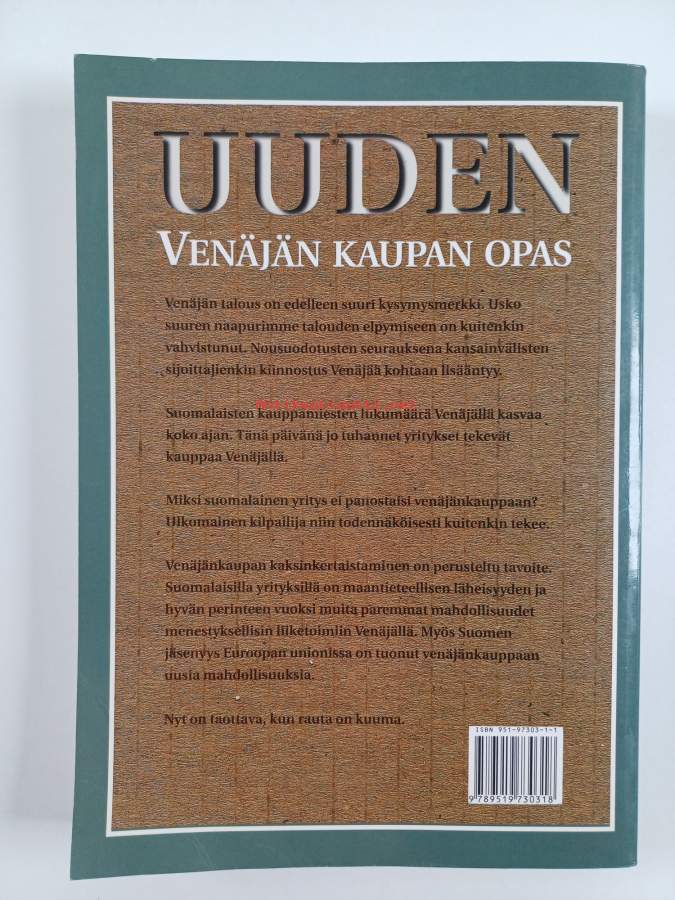 UUDEN
VENÄJÄN KAUPAN OPAS
Venäjän talous on edelleen suuri kysymysmerkki. Usko
suuren naapurimme talouden elpymiseen on kuitenkin
vahvistunut. Nousuodotusten seurauksena kansainvälisten
sijoittajienkin kiinnostus Venäjää kohtaan lisääntyy.
Suomalaisten kauppamiesten lukumäärä Venäjällä kasvaa
koko ajan. Tänä päivänä jo tuhannet yritykset tekevät
kauppaa Venäjällä.
Miksi suomalainen yritys ei panostaisi venäjänkauppaan?
Ulkomainen kilpailija niin todennäköisesti kuitenkin tekee.
Venäjänkaupan kaksinkertaistaminen on perusteltu tavoite.
Suomalaisilla yrityksillä on maantieteellisen läheisyyden ja
hyvän perinteen vuoksi muita paremmat mahdollisuudet
menestyksellisiin liiketoimiin Venäjällä. Myös Suomen
jäsenyys Euroopan unionissa on tuonut venäjänkauppaan
uusia mahdollisuuksia.
Nyt on taottava, kun rauta on kuuma.
ISBN 951-97303-1-1
9 789519 730318